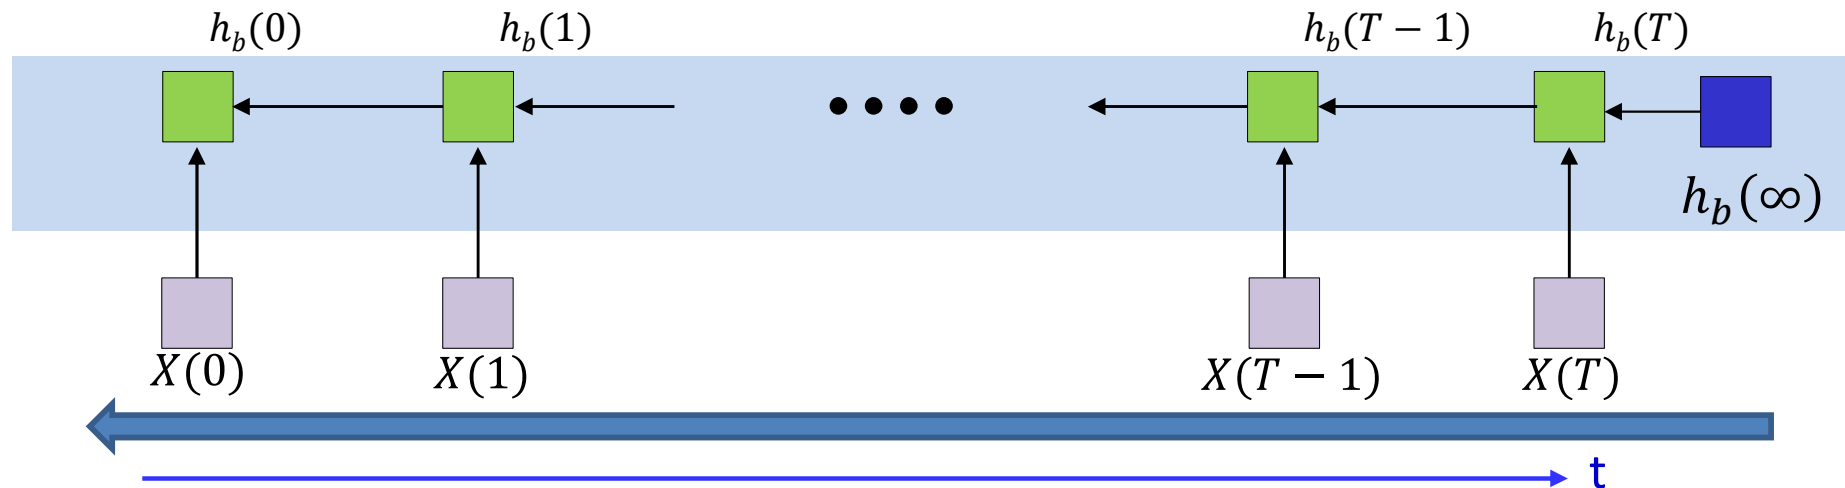 h_b(0) h_b(1) h_b(T − 1) h_b(T)
h_b(∞)
X(0) X(1) X(T − 1) X(T)
t